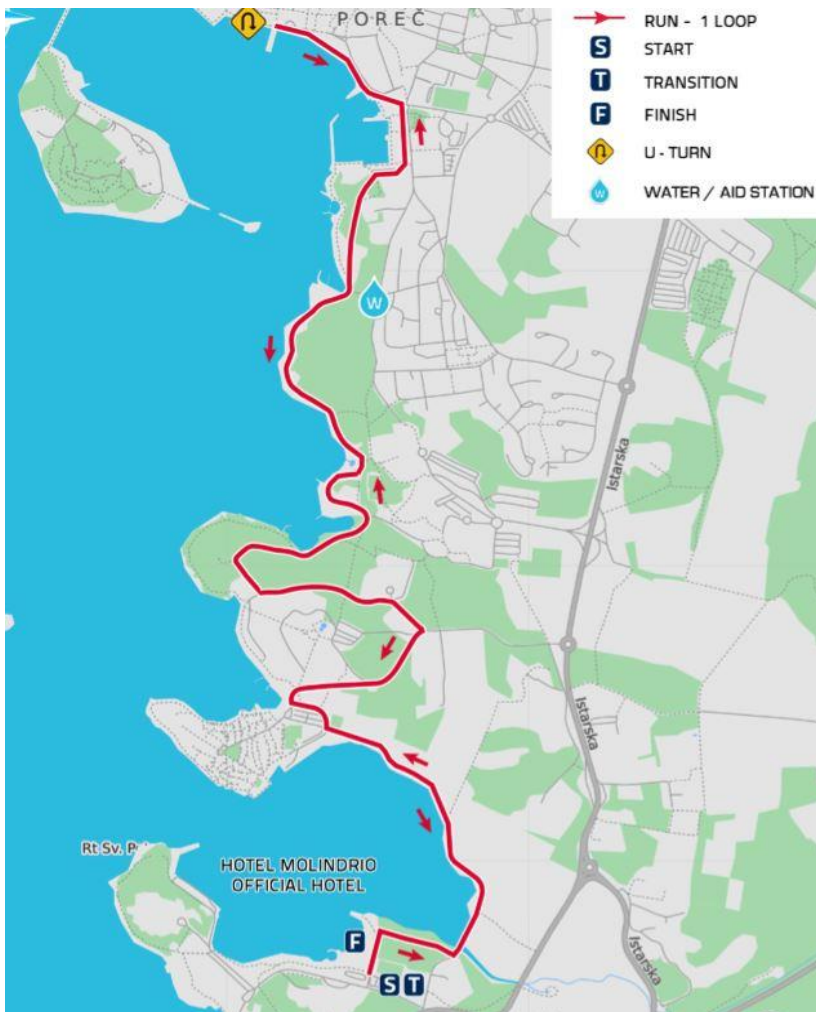 POREČ
RUN - 1 LOOP
S START
T TRANSITION
F FINISH
U - TURN
W WATER / AID STATION
W
Istarska
Istarska
Rt Sv.
HOTEL MOLINDRIO
OFFICIAL HOTEL
F
S T
Istarska